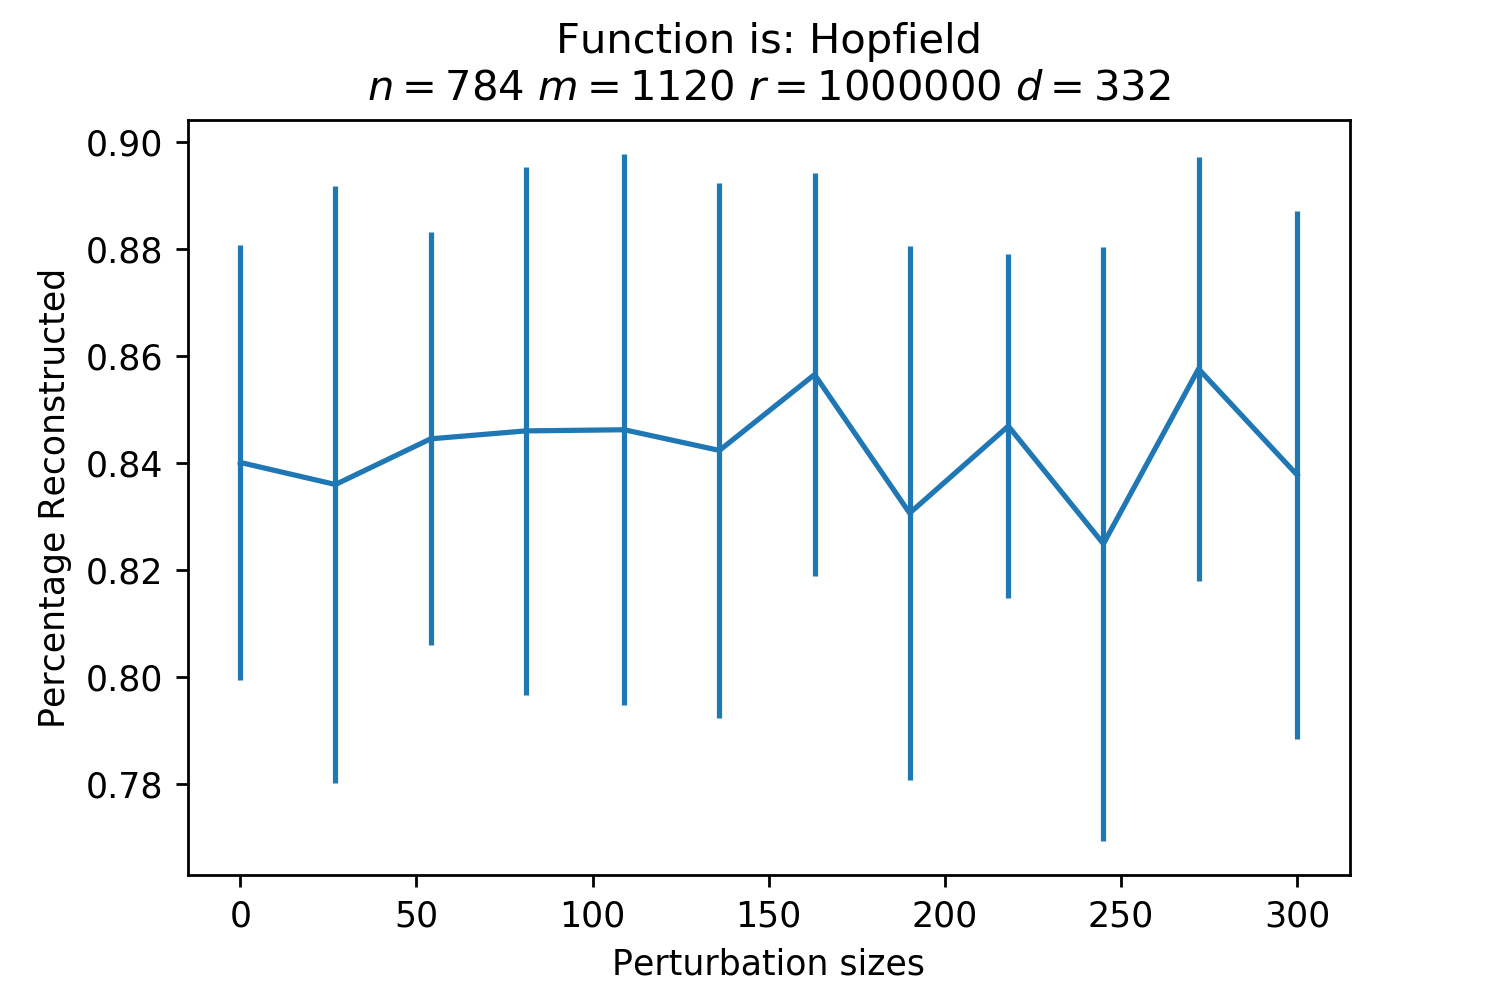 Function is: Hopfield
n = 784 m = 1120 r = 1000000 d = 332
0.90
0.88
0.86
0.84
0.82
0.80
0.78
Percentage Reconstructed
0 50 100 150 200 250 300
Perturbation sizes